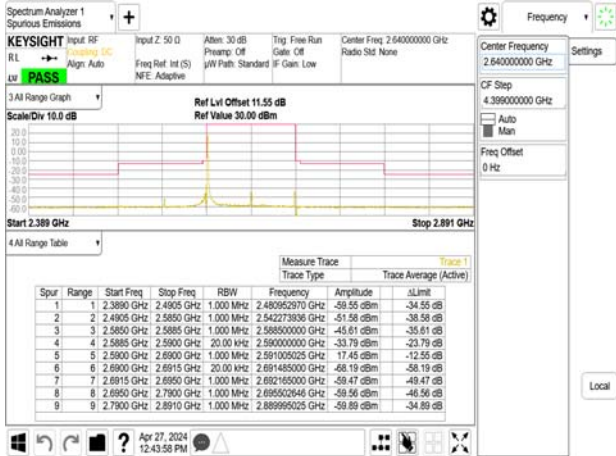 Spectrum Analyzer 1
Spurious Emissions
Frequency
KEYSIGHT Input: RF Input Z: 50 Ω Atten: 30 dB Trig: Free Run Center Freq: 2.640000000 GHz
RL Coupling: DC Preamp: Off Gate: Off Radio Std: None
Align: Auto Freq Ref: Int (S) µW Path: Standard IF Gain: Low
LW PASS NFE: Adaptive
Center Frequency
2.640000000 GHz
Settings
CF Step
4.399000000 GHz
Auto
Man
Freq Offset
0 Hz
Local
3 All Range Graph
Ref Lvl Offset 11.55 dB
Scale/Div 10.0 dB Ref Value 30.00 dBm
20.0
10.0
0.00
-10.0
-20.0
-30.0
-40.0
-50.0
-60.0
Start 2.389 GHz Stop 2.891 GHz
4 All Range Table
Measure Trace Trace 1
Trace Type Trace Average (Active)
Spur Range Start Freq Stop Freq RBW Frequency Amplitude ΔLimit
1 1 2.3890 GHz 2.4905 GHz 1.000 MHz 2.480952970 GHz -59.55 dBm -34.55 dB
2 2 2.4905 GHz 2.5850 GHz 1.000 MHz 2.542273936 GHz -51.58 dBm -38.58 dB
3 3 2.5850 GHz 2.5885 GHz 1.000 MHz 2.588500000 GHz -45.61 dBm -35.61 dB
4 4 2.5885 GHz 2.5900 GHz 20.00 kHz 2.590000000 GHz -33.79 dBm -23.79 dB
5 5 2.5900 GHz 2.6900 GHz 1.000 MHz 2.591005025 GHz 17.45 dBm -12.55 dB
6 6 2.6900 GHz 2.6915 GHz 20.00 kHz 2.691485000 GHz -68.19 dBm -58.19 dB
7 7 2.6915 GHz 2.6950 GHz 1.000 MHz 2.692165000 GHz -59.47 dBm -49.47 dB
8 8 2.6950 GHz 2.7900 GHz 1.000 MHz 2.695502646 GHz -59.56 dBm -46.56 dB
9 9 2.7900 GHz 2.8910 GHz 1.000 MHz 2.889995025 GHz -59.89 dBm -34.89 dB
Apr 27, 2024
12:43:58 PM